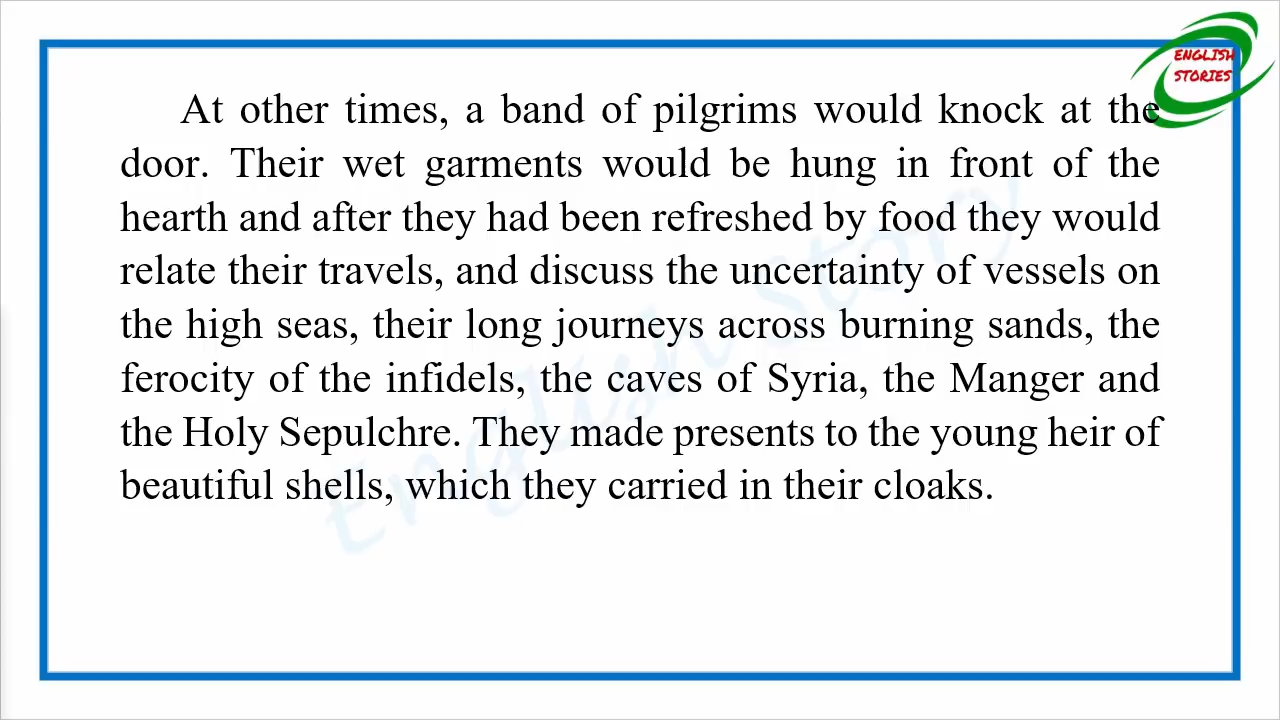 ENGLISH
STORIES
At other times, a band of pilgrims would knock at the
door. Their wet garments would be hung in front of the
hearth and after they had been refreshed by food they would
relate their travels, and discuss the uncertainty of vessels on
the high seas, their long journeys across burning sands, the
ferocity of the infidels, the caves of Syria, the Manger and
the Holy Sepulchre. They made presents to the young heir of
beautiful shells, which they carried in their cloaks.
English Story